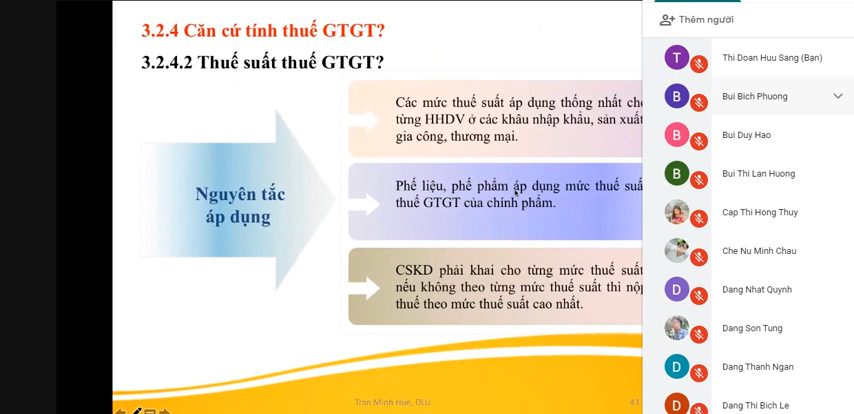 3.2.4 Căn cứ tính thuế GTGT?
3.2.4.2 Thuế suất thuế GTGT?
Nguyên tắc
áp dụng
Các mức thuế suất áp dụng thống nhất
từng HHDV ở các khâu nhập khẩu, sản xuất
gia công, thương mại.
Phế liệu, phế phẩm áp dụng mức thuế
thuế GTGT của chính phẩm.
CSKD phải khai cho từng mức thuế suất
nếu không theo từng mức thuế suất thì
thuế theo mức thuế suất cao nhất.
Tran Minh Hue, DLU
43
Thêm người
T
Thi Doan Huu Sang (Bạn)
B
Bui Bich Phuong
B
Bui Duy Hao
B
Bui Thi Lan Huong
Cap Thi Hong Thuy
Che Nu Minh Chau
D
Dang Nhat Quynh
Dang Son Tung
D
Dang Thanh Ngan
D
Dang Thi Bich Le